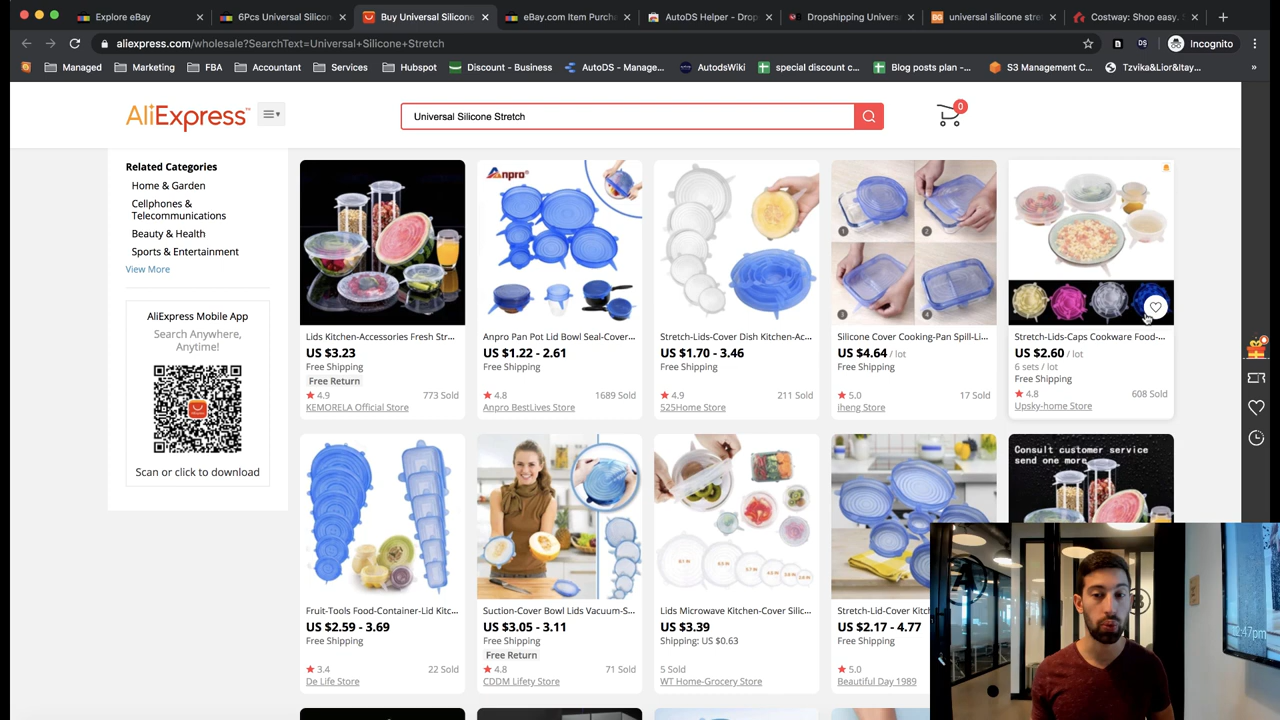 Explore eBay
6Pcs Universal Silicon
Buy Universal Silicone
eBay.com Item Purcha
AutoDS Helper - Drop
Dropshipping Univers
universal silicone stre
Costway: Shop easy.
aliexpress.com/wholesale?SearchText=Universal+Silicone+Stretch
DS
Incognito
Managed
Marketing
FBA
Accountant
Services
Hubspot
Discount - Business
AutoDS - Manage...
AutodsWiki
special discount c...
Blog posts plan -...
S3 Management C...
Tzvika&Lior&Itay...
»
AliExpress
Universal Silicone Stretch
0
Related Categories
Home & Garden
Cellphones &
Telecommunications
Beauty & Health
Sports & Entertainment
View More
AliExpress Mobile App
Search Anywhere,
Anytime!
Scan or click to download
Lids Kitchen-Accessories Fresh Str...
US $3.23
Free Shipping
Free Return
4.9
773 Sold
KEMORELA Official Store
Anpro
Anpro Pan Pot Lid Bowl Seal-Cover...
US $1.22 - 2.61
Free Shipping
4.8
1689 Sold
Anpro BestLives Store
Stretch-Lids-Cover Dish Kitchen-Ac...
US $1.70 - 3.46
Free Shipping
4.9
211 Sold
525Home Store
1
2
3
4
Silicone Cover Cooking-Pan Spill-Li...
US $4.64 / lot
Free Shipping
5.0
17 Sold
iheng Store
Stretch-Lids-Caps Cookware Food-...
US $2.60 / lot
6 sets / lot
Free Shipping
4.8
608 Sold
Upsky-home Store
Fruit-Tools Food-Container-Lid Kitc...
US $2.59 - 3.69
Free Shipping
3.4
22 Sold
De Life Store
Suction-Cover Bowl Lids Vacuum-S...
US $3.05 - 3.11
Free Shipping
Free Return
4.8
71 Sold
CDDM Lifety Store
Lids Microwave Kitchen-Cover Silic...
US $3.39
Shipping: US $0.63
5 Sold
WT Home-Grocery Store
Stretch-Lid-Cover Kitc
US $2.17 - 4.77
Free Shipping
5.0
Beautiful Day 1989
Consult customer service
send one more
:47pm